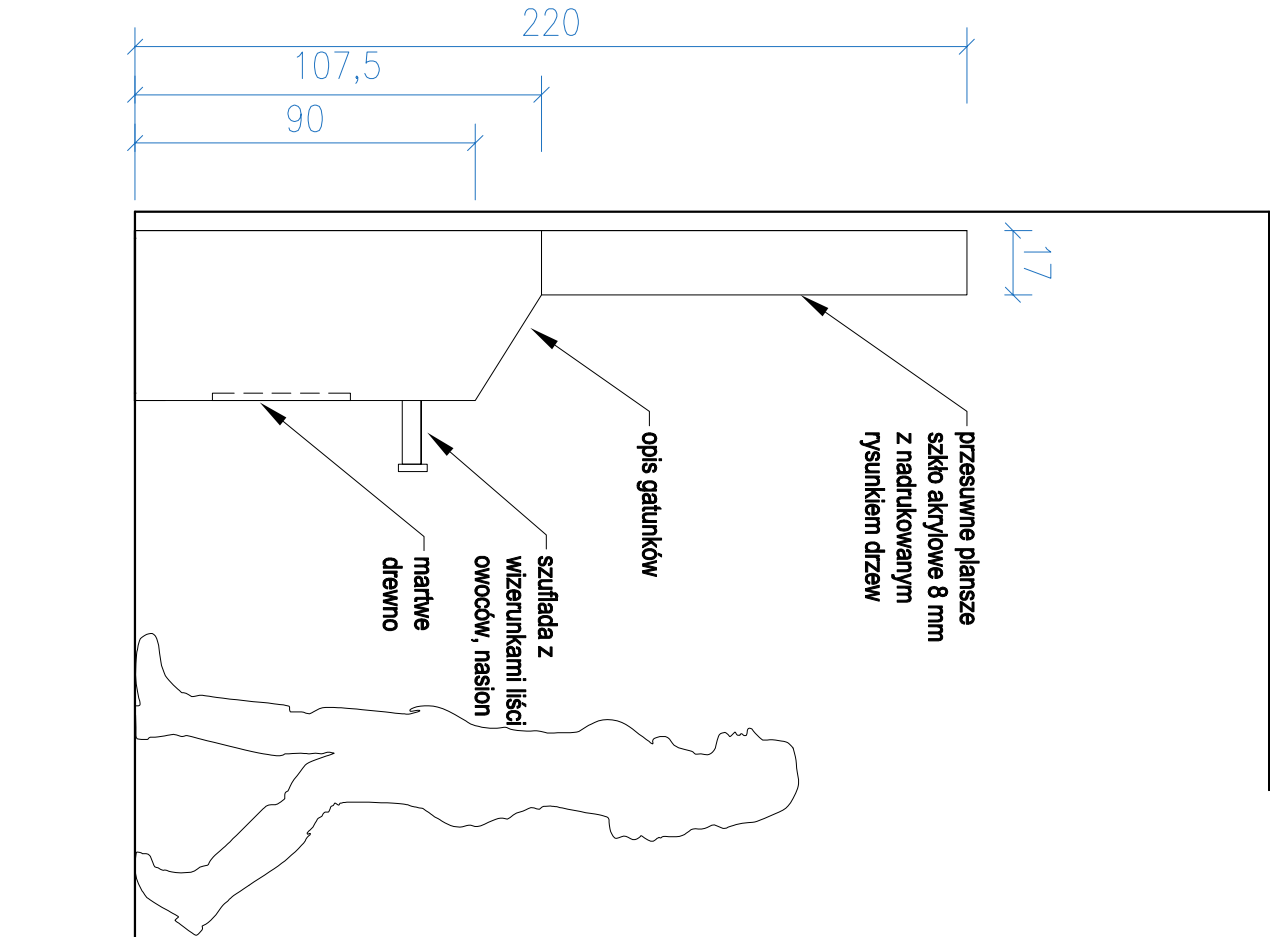 220
107,5
90
17
przesuwne plansze
szkło akrylowe 8 mm
z nadrukowanym
rysunkiem drzew
opis gatunków
szuflada z
wizerunkami liści
owoców, nasion
martwe
drewno